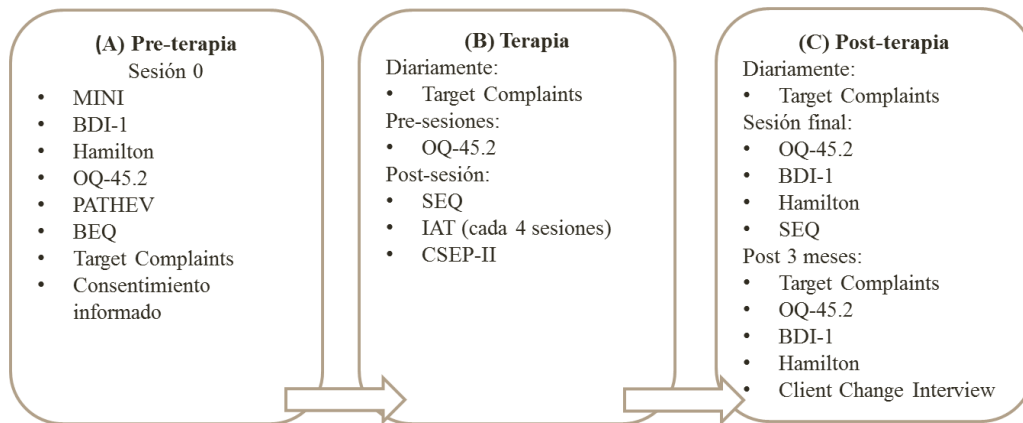 (A) Pre-terapia
Sesión 0
• MINI
• BDI-1
• Hamilton
• OQ-45.2
• PATHEV
• BEQ
• Target Complaints
• Consentimiento
informado
(B) Terapia
Diariamente:
• Target Complaints
Pre-sesiones:
• OQ-45.2
Post-sesión:
• SEQ
• IAT (cada 4 sesiones)
• CSEP-II
(C) Post-terapia
Diariamente:
• Target Complaints
Sesión final:
• OQ-45.2
• BDI-1
• Hamilton
• SEQ
Post 3 meses:
• Target Complaints
• OQ-45.2
• BDI-1
• Hamilton
• Client Change Interview